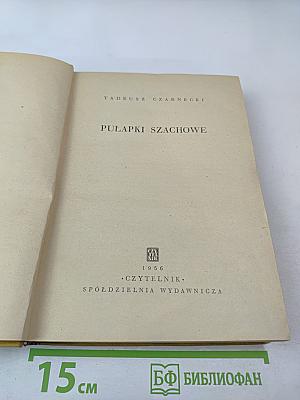 TADEUSZ CZARNECKI
PUŁAPKI SZACHOWE
1956
•CZYTELNIK•
SPÓŁDZIELNIA WYDAWNICZA
15 см
БФ БИБЛИОФАН